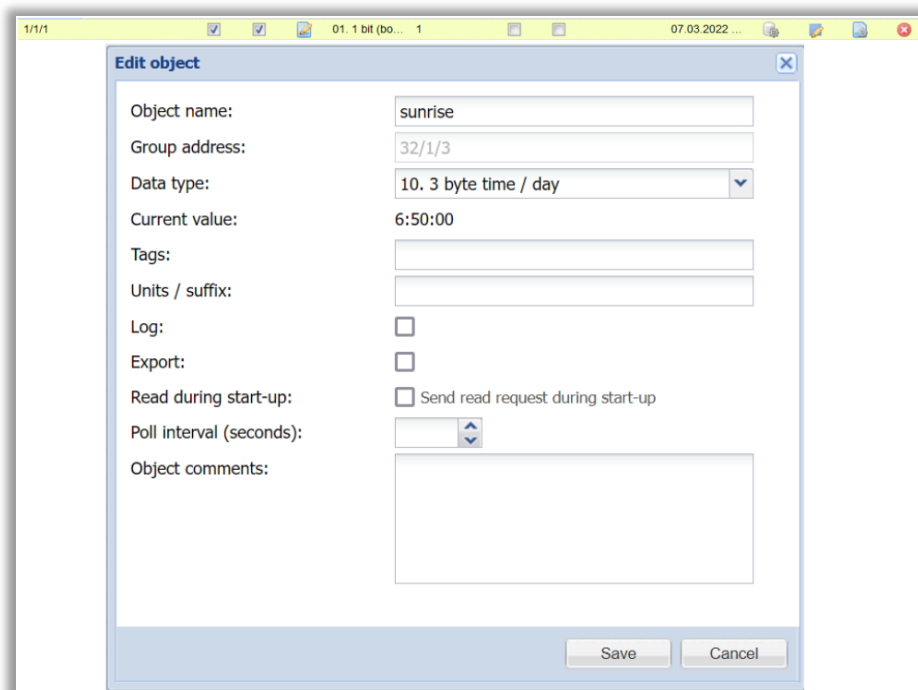 1/1/1 01. 1 bit (bo... 1 07.03.2022 ...
Edit object
Object name: sunrise
Group address: 32/1/3
Data type: 10. 3 byte time / day
Current value: 6:50:00
Tags:
Units / suffix:
Log:
Export:
Read during start-up: Send read request during start-up
Poll interval (seconds):
Object comments:
Save Cancel